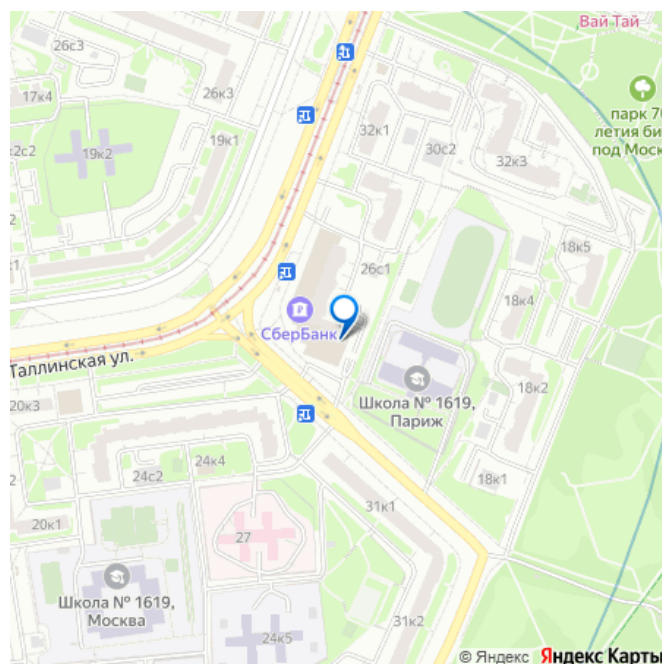 26с3
Вай Тай
17к4
26к3
парк 70
летия би
под Моск
с2
19к2
19к1
32к1
30с2
32к3
к1
26с1
18к5
18к4
СберБанк
Таллинская ул.
20к3
Школа № 1619,
Париж
18к2
24с2
24к4
18к1
20к1
27
31к1
Школа № 1619,
Москва
24к5
31к2
© Яндекс Яндекс Карты